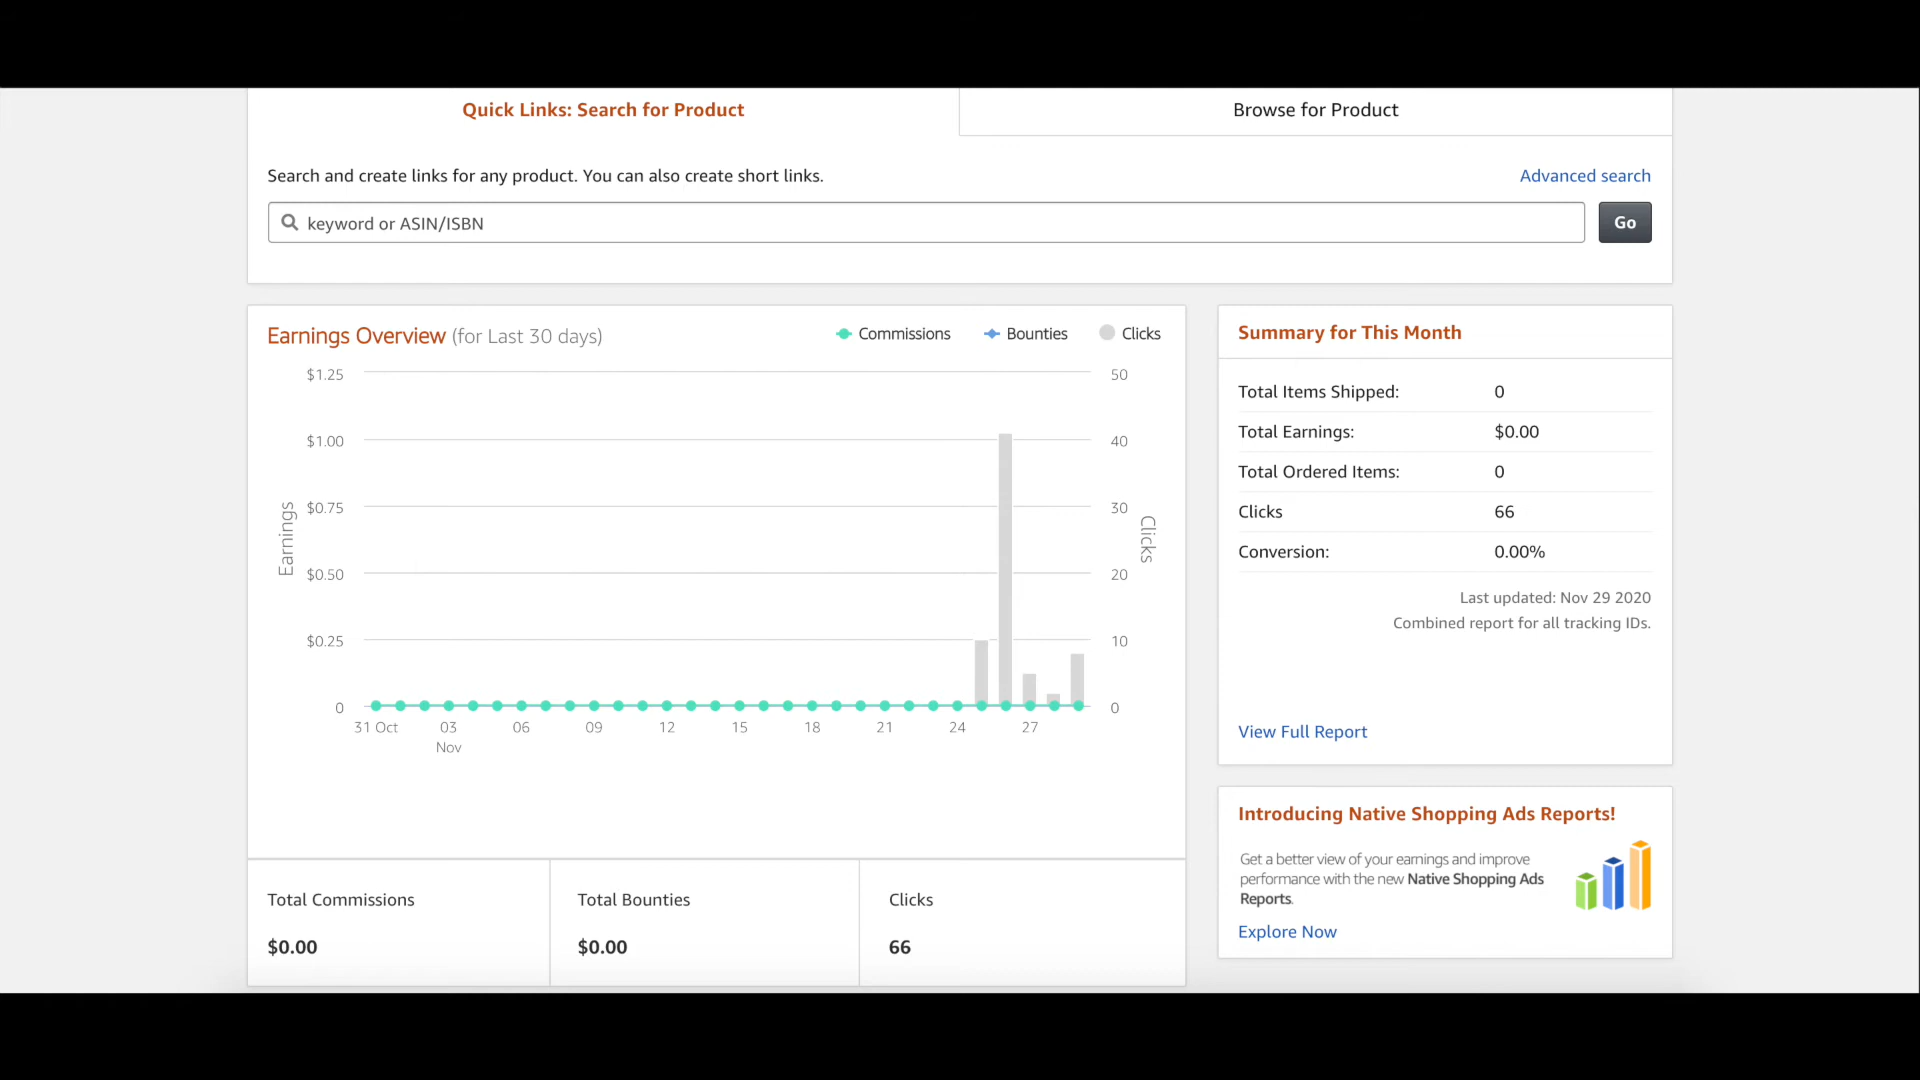 Quick Links: Search for Product
Browse for Product
Search and create links for any product. You can also create short links.
Advanced search
keyword or ASIN/ISBN
Go
Earnings Overview (for Last 30 days)
Commissions
Bounties
Clicks
$1.25
$1.00
$0.75
$0.50
$0.25
0
Earnings
50
40
30
20
10
0
Clicks
31 Oct
03
Nov
06
09
12
15
18
21
24
27
Total Commissions
$0.00
Total Bounties
$0.00
Clicks
66
Summary for This Month
Total Items Shipped: 0
Total Earnings: $0.00
Total Ordered Items: 0
Clicks 66
Conversion: 0.00%
Last updated: Nov 29 2020
Combined report for all tracking IDs.
View Full Report
Introducing Native Shopping Ads Reports!
Get a better view of your earnings and improve
performance with the new Native Shopping Ads
Reports.
Explore Now